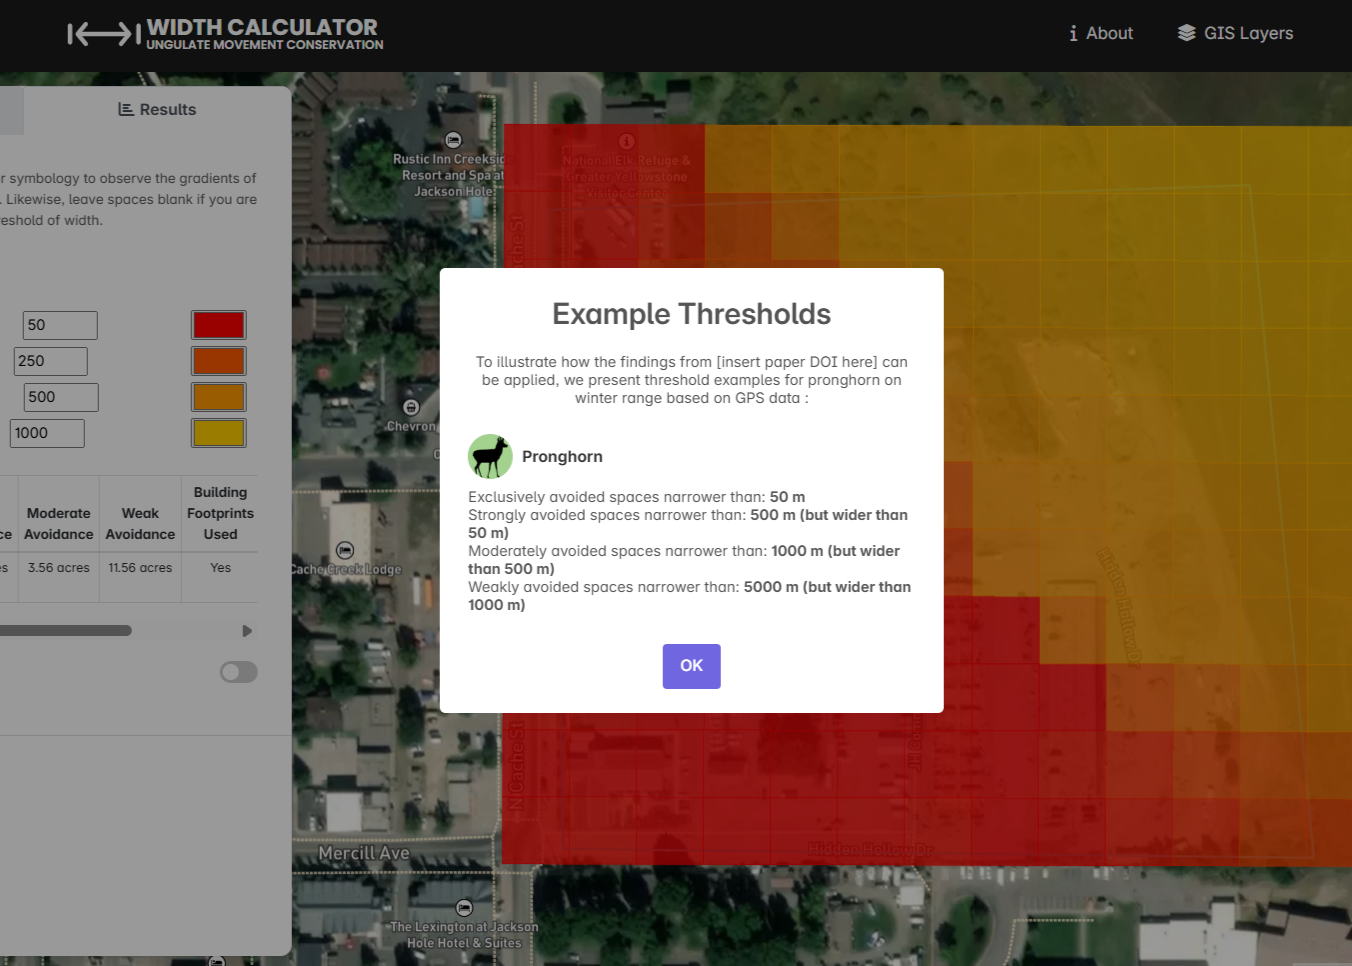 WIDTH CALCULATOR
UNGULATE MOVEMENT CONSERVATION
About
GIS Layers
Results
r symbology to observe the gradients of
. Likewise, leave spaces blank if you are
eshold of width.
50
250
500
1000
Moderate
Avoidance
Weak
Avoidance
Building
Footprints
Used
ce
s
3.56 acres
11.56 acres
Yes
Rustic Inn Creekside
Resort and Spa at
Jackson Hole
National Elk Refuge &
Greater Yellowstone
Visitor Center
Cache St
Chevron
Cache Creek Lodge
Example Thresholds
To illustrate how the findings from [insert paper DOI here] can
be applied, we present threshold examples for pronghorn on
winter range based on GPS data :
Pronghorn
Exclusively avoided spaces narrower than: 50 m
Strongly avoided spaces narrower than: 500 m (but wider than
50 m)
Moderately avoided spaces narrower than: 1000 m (but wider
than 500 m)
Weakly avoided spaces narrower than: 5000 m (but wider than
1000 m)
OK
Hidden Hollow Dr
N Cache St
Mercill Ave
Hidden Hollow Dr
The Lexington at Jackson
Hole Hotel & Suites